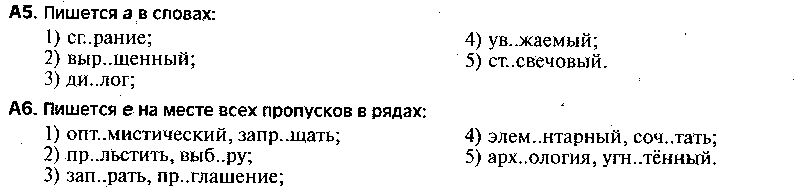 А5. Пишется а в словах:
1) сг..рание;
2) выр..щенный;
3) ди..лог;
4) ув..жаемый;
5) ст..свечовый.
А6. Пишется е на месте всех пропусков в рядах:
1) опт..мистический, запр..щать;
2) пр..льстить, выб..ру;
3) зап..рать, пр..глашение;
4) элем..нтарный, соч..тать;
5) арх..ология, угн..тённый.